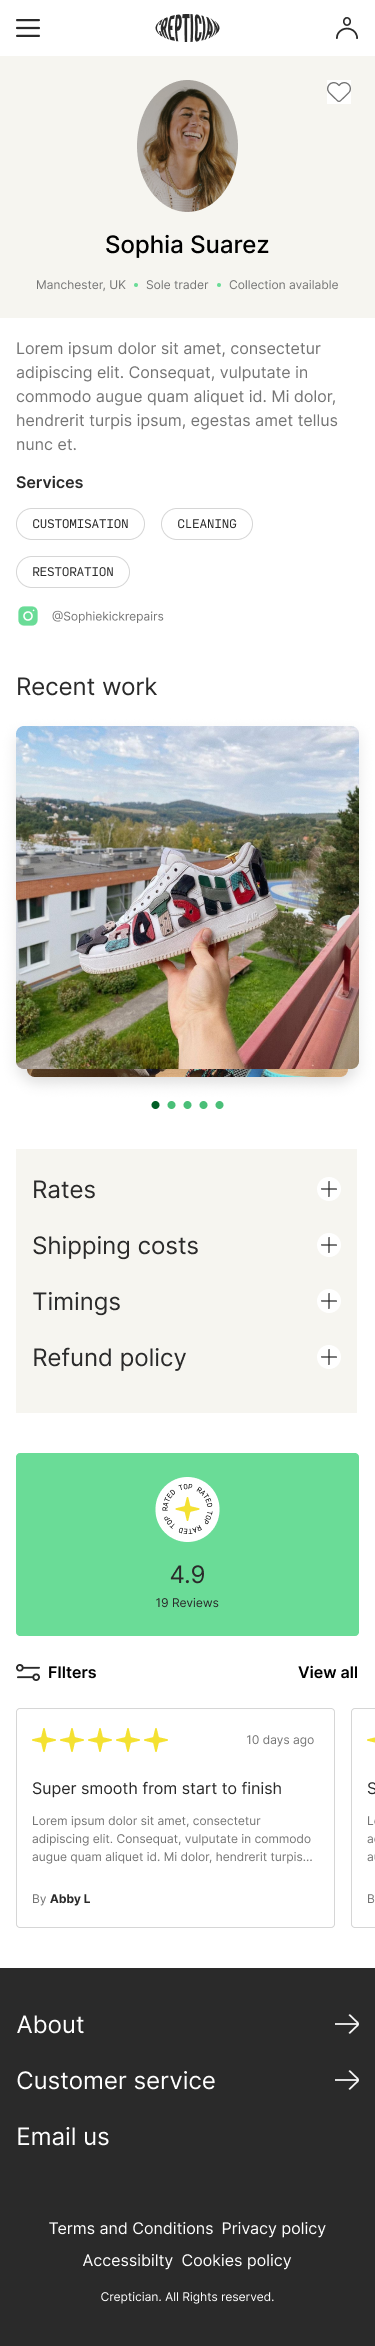 CREPTICIAN
Sophia Suarez
Manchester, UK • Sole trader • Collection available
Lorem ipsum dolor sit amet, consectetur
adipiscing elit. Consequat, vulputate in
commodo augue quam aliquet id. Mi dolor,
hendrerit turpis ipsum, egestas amet tellus
nunc et.
Services
CUSTOMISATION CLEANING
RESTORATION
@Sophiekickrepairs
Recent work
Rates
Shipping costs
Timings
Refund policy
TOP RATED TOP RATED TOP RATED
4.9
19 Reviews
FIlters View all
10 days ago
Super smooth from start to finish
Lorem ipsum dolor sit amet, consectetur
adipiscing elit. Consequat, vulputate in commodo
augue quam aliquet id. Mi dolor, hendrerit turpis...
By Abby L
About
Customer service
Email us
Terms and Conditions Privacy policy
Accessibilty Cookies policy
Creptician. All Rights reserved.